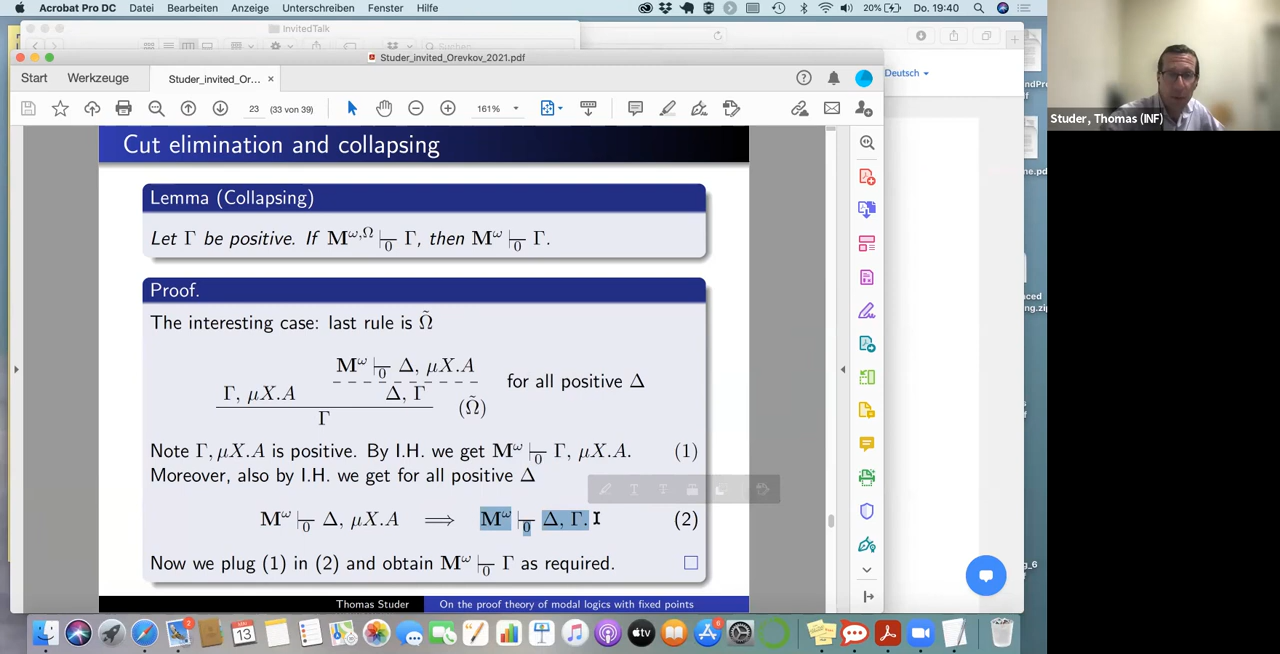 Acrobat Pro DC Datei Bearbeiten Anzeige Unterschreiben Fenster Hilfe 20% Do. 19:40
InvitedTalk
Suchen
Studer_invited_Orevkov_2021.pdf
Start Werkzeuge Studer_invited_Or... × Deutsch
23 (33 von 39) 161%
Studer, Thomas (INF)
Cut elimination and collapsing
Lemma (Collapsing)
Let Γ be positive. If M^{ω,Ω} ⊢_0 Γ, then M^ω ⊢_0 Γ.
Proof.
The interesting case: last rule is Ω̃
M^ω ⊢_0 Δ, μX.A
Γ, μX.A Δ, Γ for all positive Δ
Γ (Ω̃)
Note Γ, μX.A is positive. By I.H. we get M^ω ⊢_0 Γ, μX.A. (1)
Moreover, also by I.H. we get for all positive Δ
M^ω ⊢_0 Δ, μX.A ⟹ M^ω ⊢_0 Δ, Γ. (2)
Now we plug (1) in (2) and obtain M^ω ⊢_0 Γ as required. □
Thomas Studer On the proof theory of modal logics with fixed points
MAI
13
tv